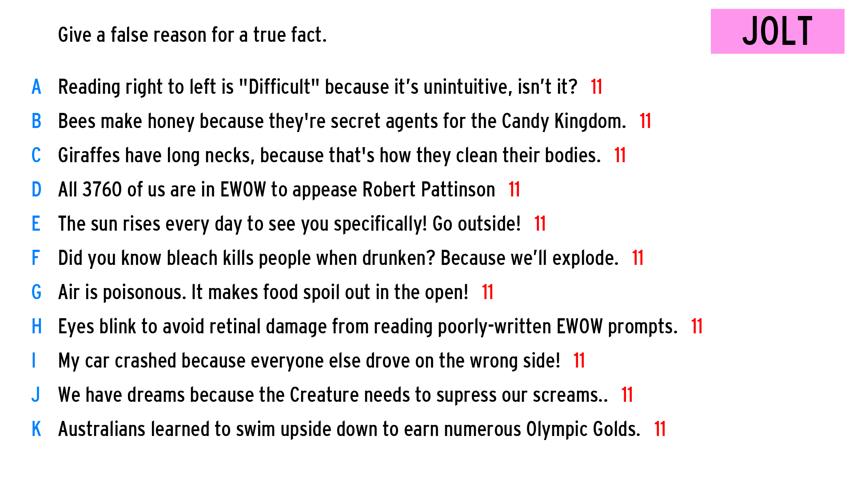 Give a false reason for a true fact.
JOLT
A Reading right to left is "Difficult" because it's unintuitive, isn't it? 11
B Bees make honey because they're secret agents for the Candy Kingdom. 11
C Giraffes have long necks, because that's how they clean their bodies. 11
D All 3760 of us are in EWOW to appease Robert Pattinson 11
E The sun rises every day to see you specifically! Go outside! 11
F Did you know bleach kills people when drunken? Because we'll explode. 11
G Air is poisonous. It makes food spoil out in the open! 11
H Eyes blink to avoid retinal damage from reading poorly-written EWOW prompts. 11
I My car crashed because everyone else drove on the wrong side! 11
J We have dreams because the Creature needs to supress our screams.. 11
K Australians learned to swim upside down to earn numerous Olympic Golds. 11